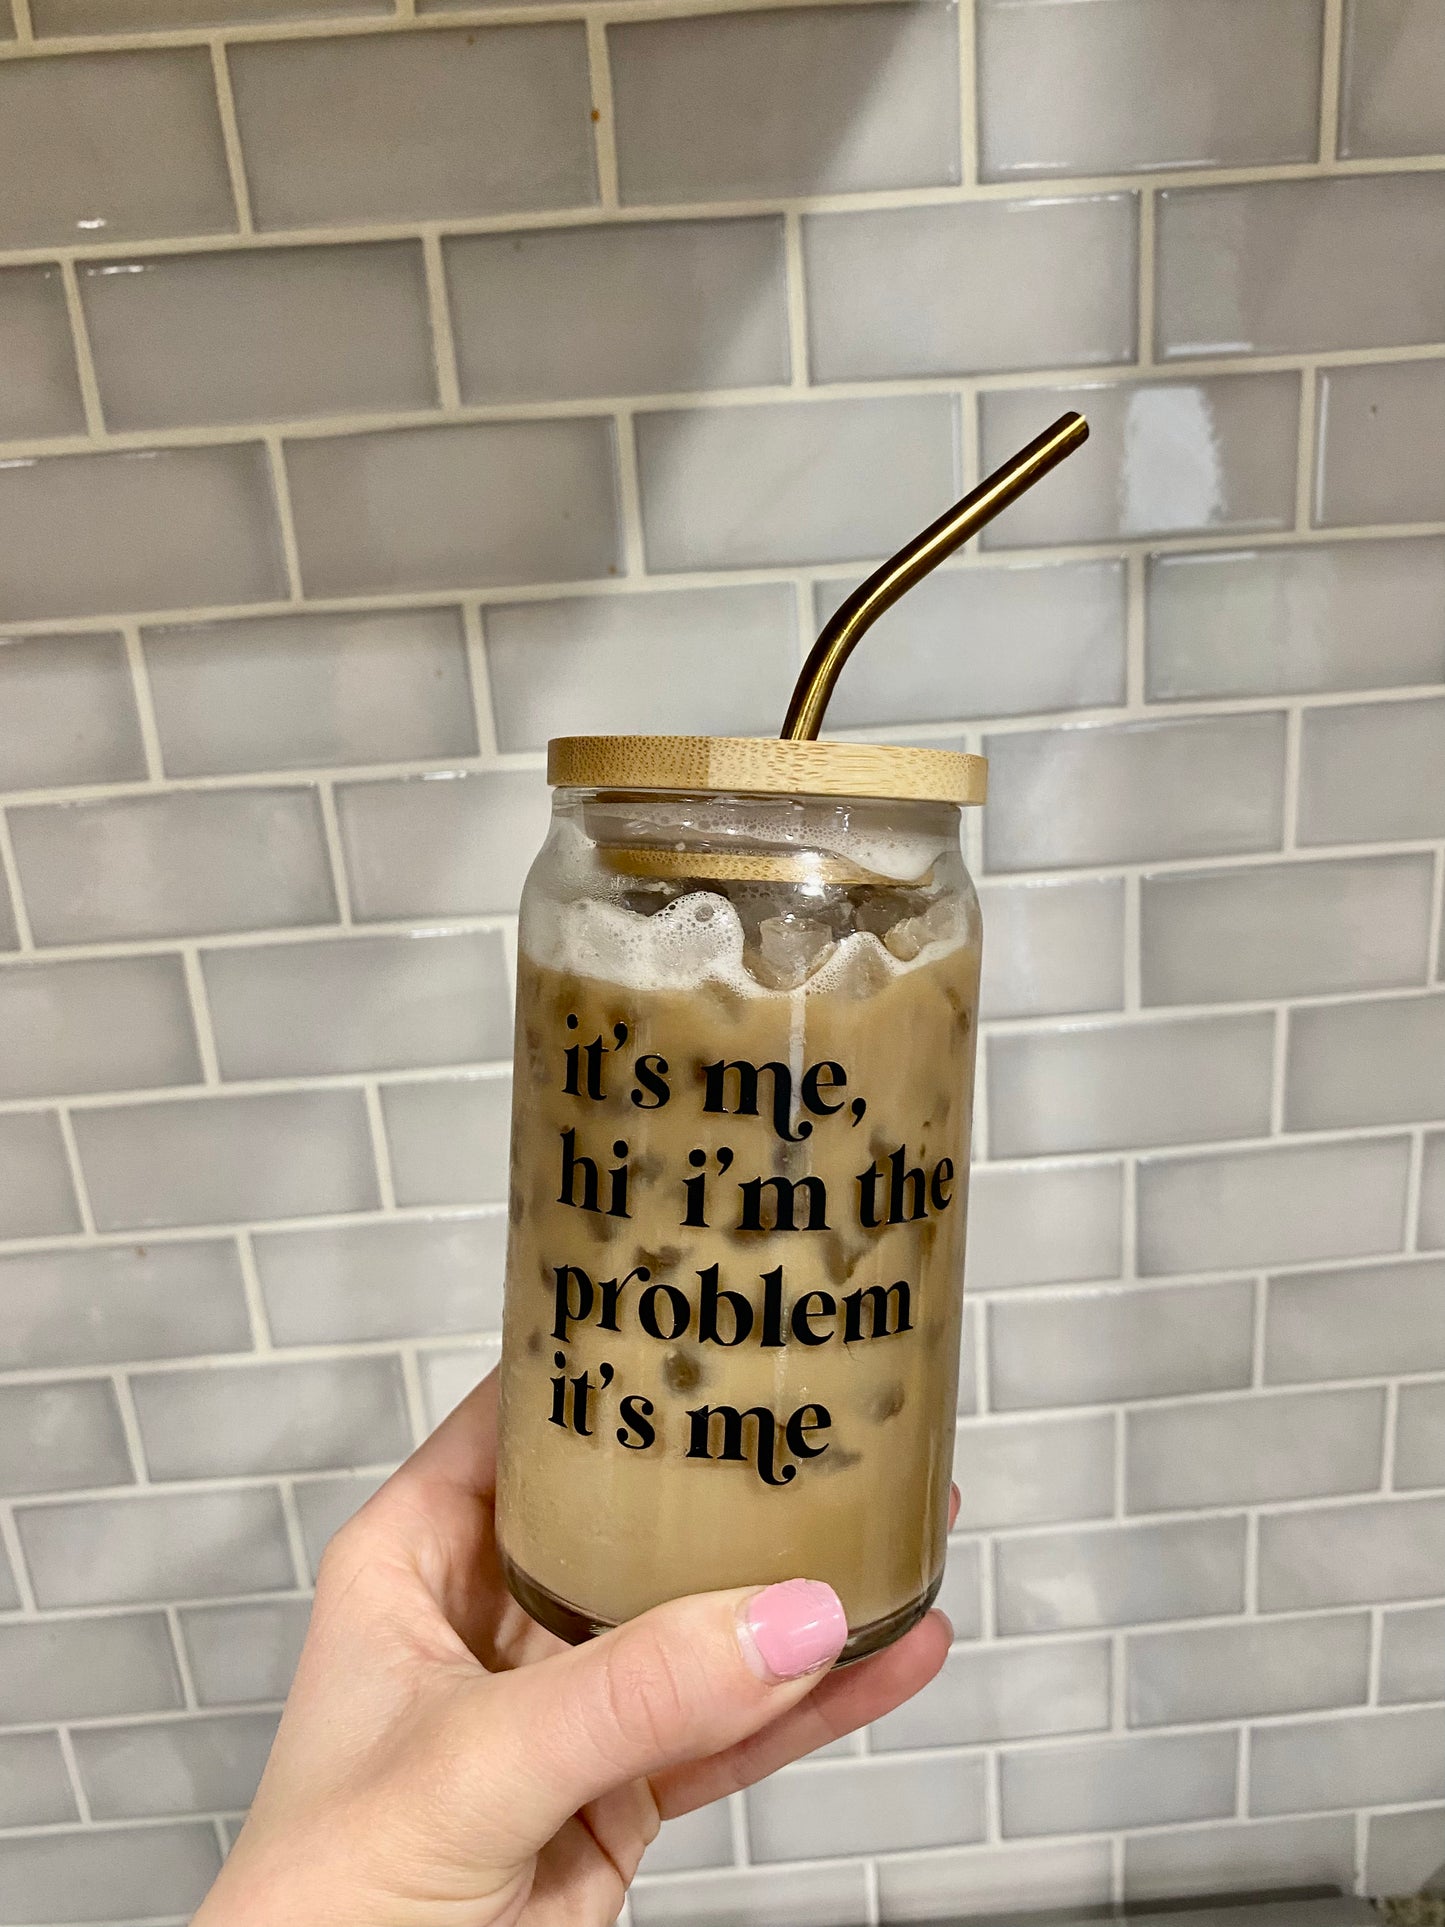 it's me,
hi i'm the
problem
it's me